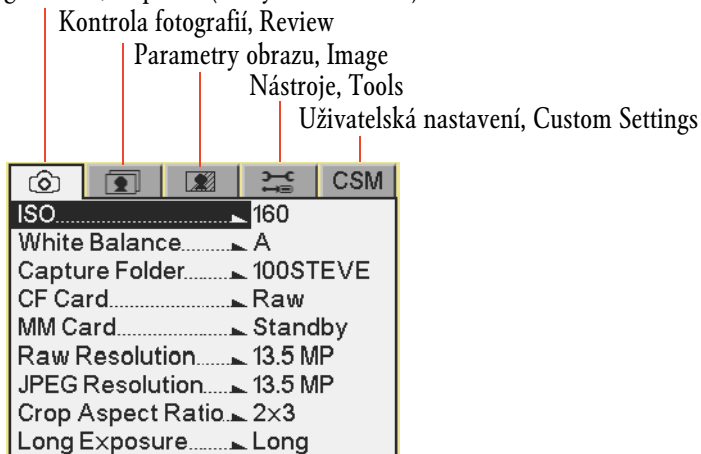 Kontrola fotografií, Review
Parametry obrazu, Image
Nástroje, Tools
Uživatelská nastavení, Custom Settings
CSM
ISO 160
White Balance A
Capture Folder 100STEVE
CF Card Raw
MM Card Standby
Raw Resolution 13.5 MP
JPEG Resolution 13.5 MP
Crop Aspect Ratio 2×3
Long Exposure Long